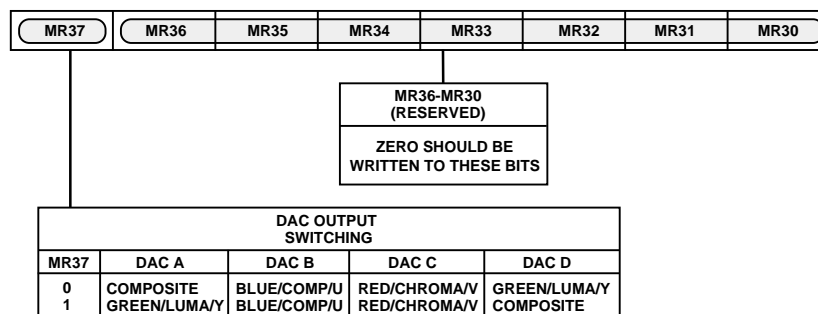 MR37 MR36 MR35 MR34 MR33 MR32 MR31 MR30
MR36-MR30
(RESERVED)
ZERO SHOULD BE
WRITTEN TO THESE BITS
DAC OUTPUT
SWITCHING
MR37 DAC A DAC B DAC C DAC D
0 COMPOSITE BLUE/COMP/U RED/CHROMA/V GREEN/LUMA/Y
1 GREEN/LUMA/Y BLUE/COMP/U RED/CHROMA/V COMPOSITE